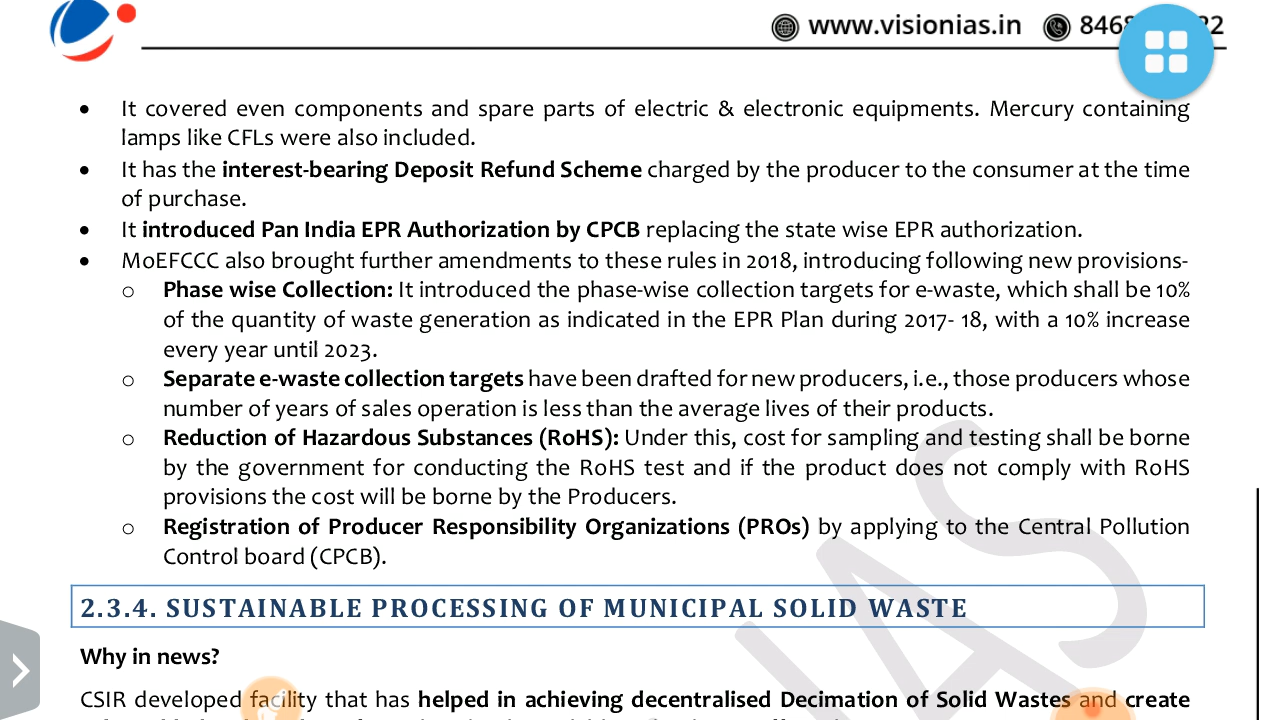 www.visionias.in 8468 2
• It covered even components and spare parts of electric & electronic equipments. Mercury containing
lamps like CFLs were also included.
• It has the interest-bearing Deposit Refund Scheme charged by the producer to the consumer at the time
of purchase.
• It introduced Pan India EPR Authorization by CPCB replacing the state wise EPR authorization.
• MoEFCCC also brought further amendments to these rules in 2018, introducing following new provisions-
o Phase wise Collection: It introduced the phase-wise collection targets for e-waste, which shall be 10%
of the quantity of waste generation as indicated in the EPR Plan during 2017- 18, with a 10% increase
every year until 2023.
o Separate e-waste collection targets have been drafted for new producers, i.e., those producers whose
number of years of sales operation is less than the average lives of their products.
o Reduction of Hazardous Substances (RoHS): Under this, cost for sampling and testing shall be borne
by the government for conducting the RoHS test and if the product does not comply with RoHS
provisions the cost will be borne by the Producers.
o Registration of Producer Responsibility Organizations (PROs) by applying to the Central Pollution
Control board (CPCB).
2.3.4. SUSTAINABLE PROCESSING OF MUNICIPAL SOLID WASTE
Why in news?
CSIR developed facility that has helped in achieving decentralised Decimation of Solid Wastes and create
IAS